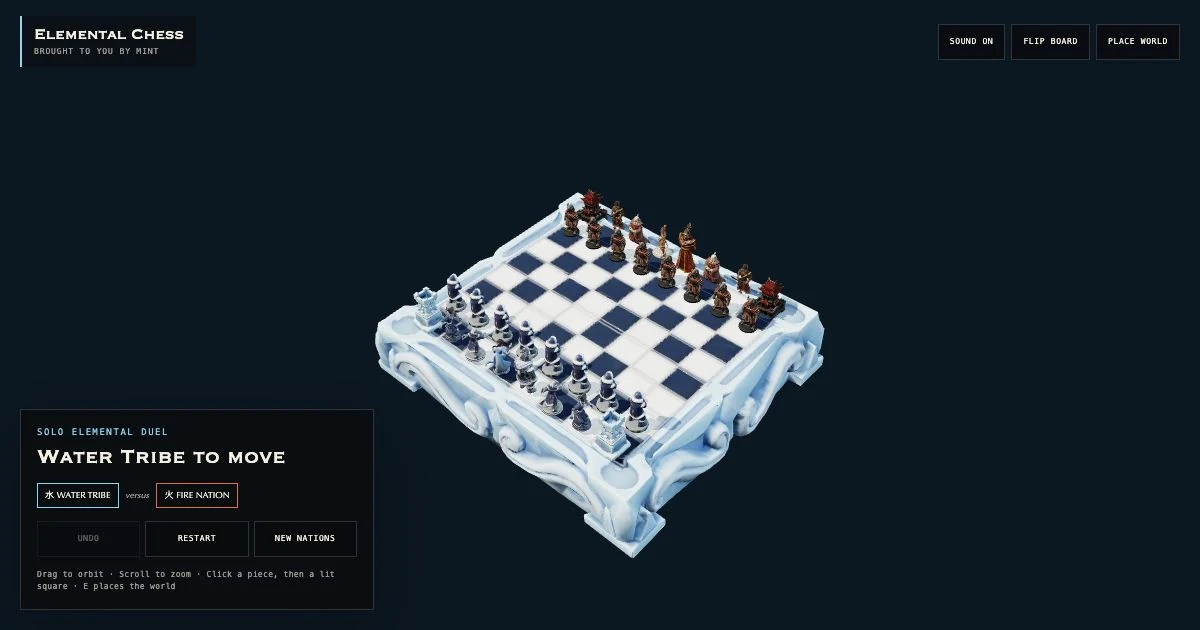 Elemental Chess
BROUGHT TO YOU BY MINT
SOUND ON
FLIP BOARD
PLACE WORLD
SOLO ELEMENTAL DUEL
Water Tribe to move
水 WATER TRIBE versus 火 FIRE NATION
UNDO
RESTART
NEW NATIONS
Drag to orbit · Scroll to zoom · Click a piece, then a lit
square · E places the world